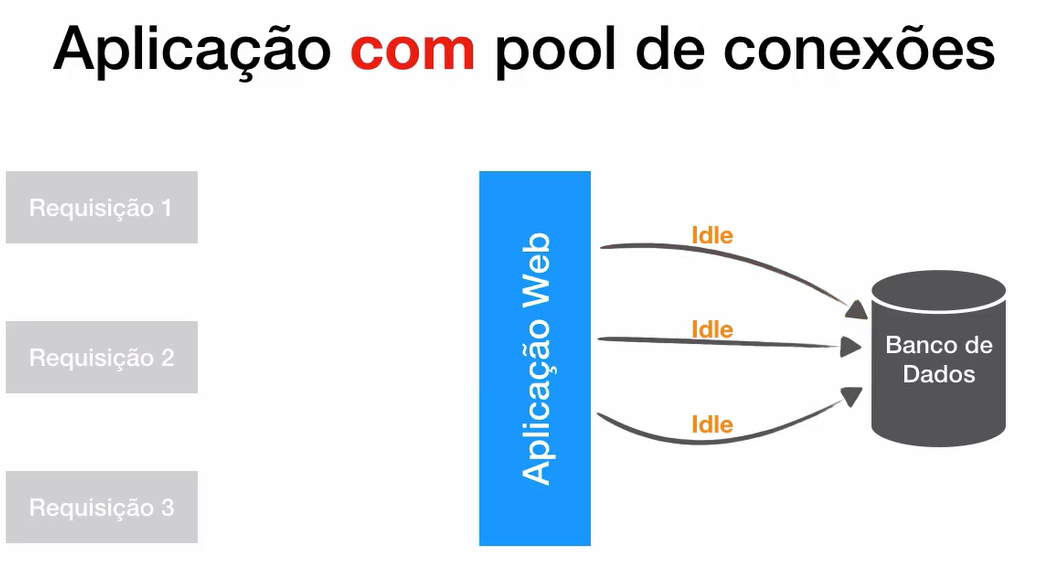 Aplicação com pool de conexões
Requisição 1
Requisição 2
Requisição 3
Aplicação Web
Idle
Idle
Idle
Banco de
Dados